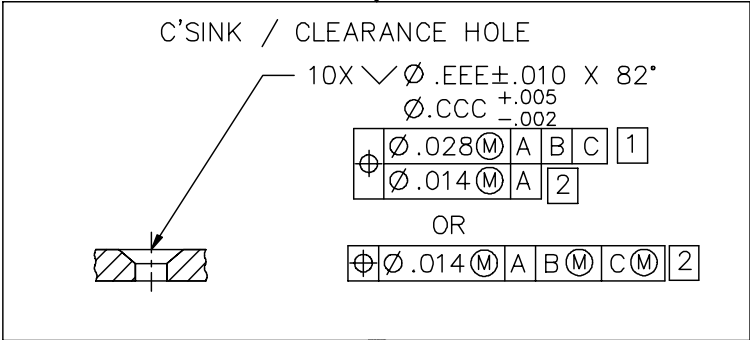 C'SINK / CLEARANCE HOLE
10X ⌵ Ø .EEE±.010 X 82°
Ø.CCC +.005 -.002
⌖ Ø.028Ⓜ A B C 1
Ø.014Ⓜ A 2
OR
⌖ Ø.014Ⓜ A BⓂ CⓂ 2